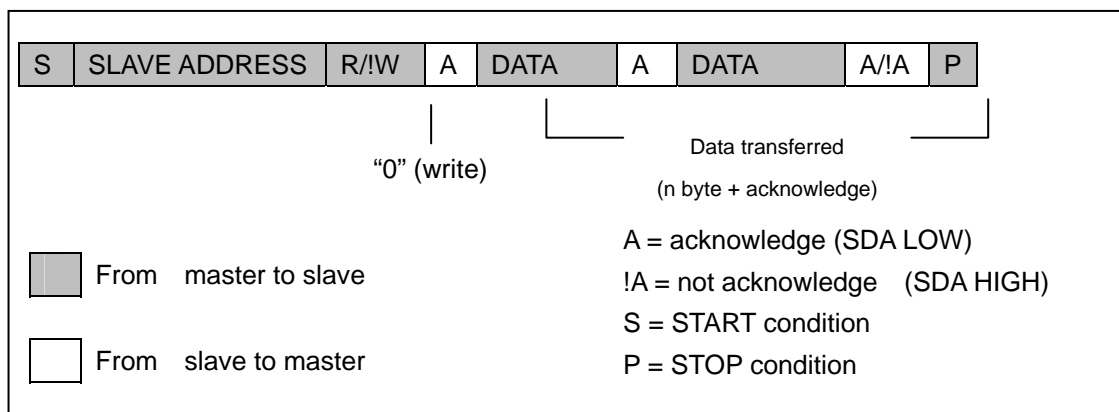 S SLAVE ADDRESS R/!W A DATA A DATA A/!A P
“0” (write)
Data transferred
(n byte + acknowledge)
A = acknowledge (SDA LOW)
!A = not acknowledge (SDA HIGH)
S = START condition
P = STOP condition
From master to slave
From slave to master